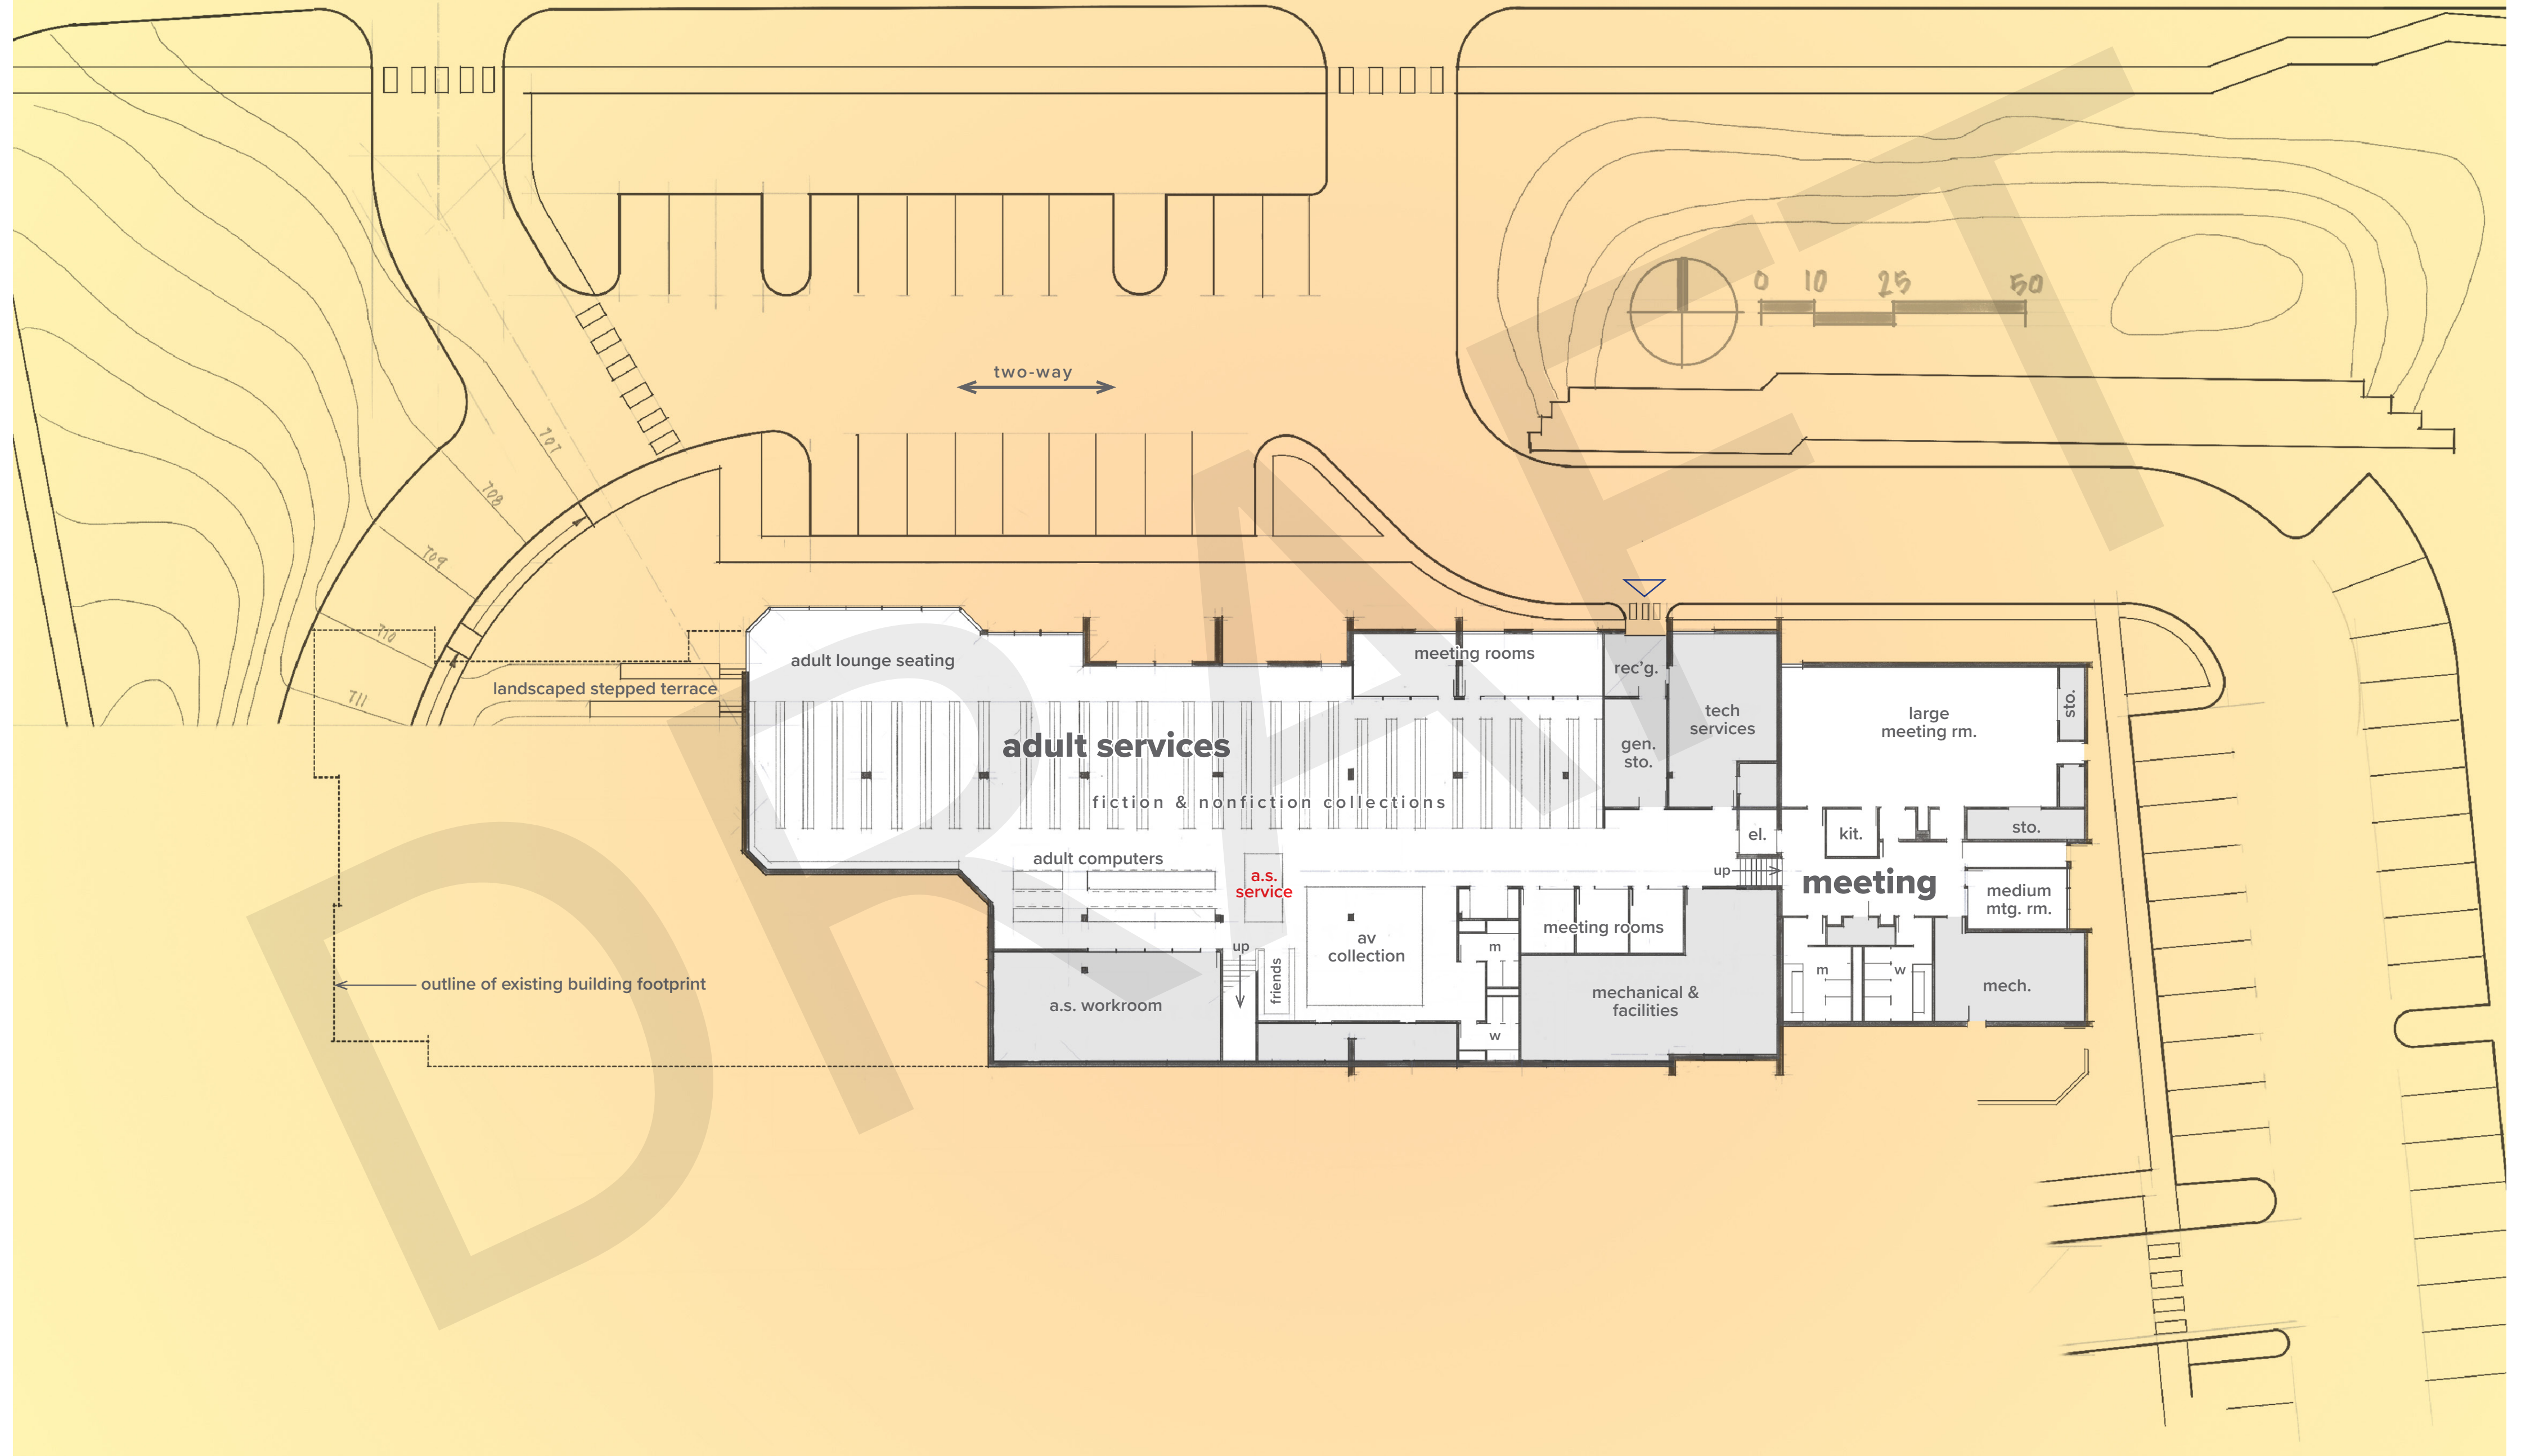 0 10 25 50
two-way
707
708
709
710
711
DRAFT
adult lounge seating
meeting rooms
rec'g.
landscaped stepped terrace
tech
services
large
meeting rm.
sto.
adult services
gen.
sto.
fiction & nonfiction collections
el.
kit.
sto.
adult computers
a.s.
service
up
meeting
medium
mtg. rm.
meeting rooms
up
av
collection
m
m
w
friends
outline of existing building footprint
a.s. workroom
mechanical &
facilities
mech.
w